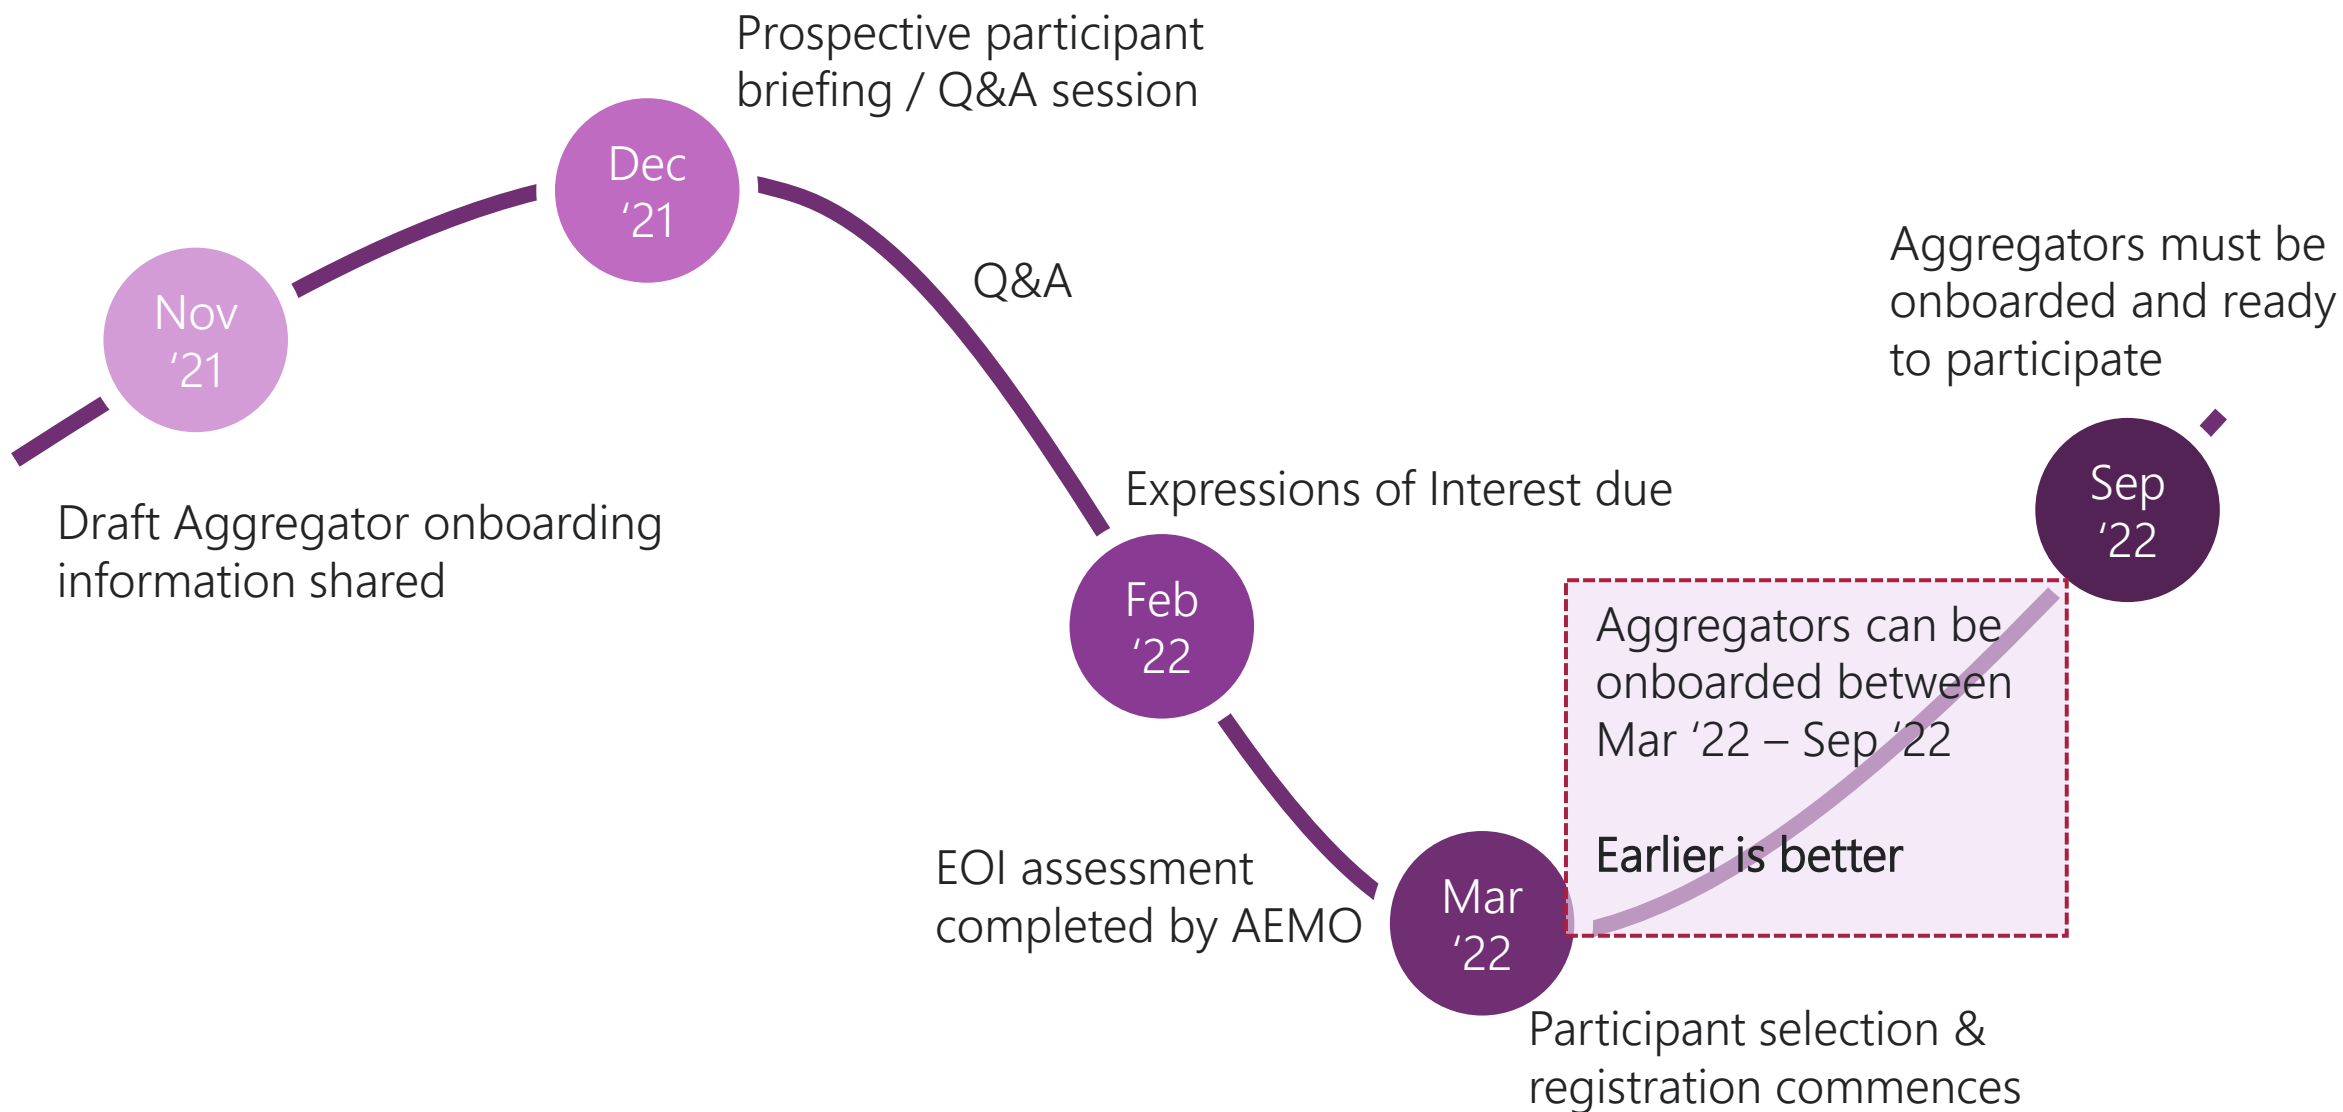 Prospective participant
briefing / Q&A session
Dec
‘21
Nov
‘21
Draft Aggregator onboarding
information shared
Q&A
Expressions of Interest due
Feb
‘22
EOI assessment
completed by AEMO
Mar
‘22
Participant selection &
registration commences
Aggregators can be
onboarded between
Mar ‘22 – Sep ‘22
Earlier is better
Aggregators must be
onboarded and ready
to participate
Sep
‘22